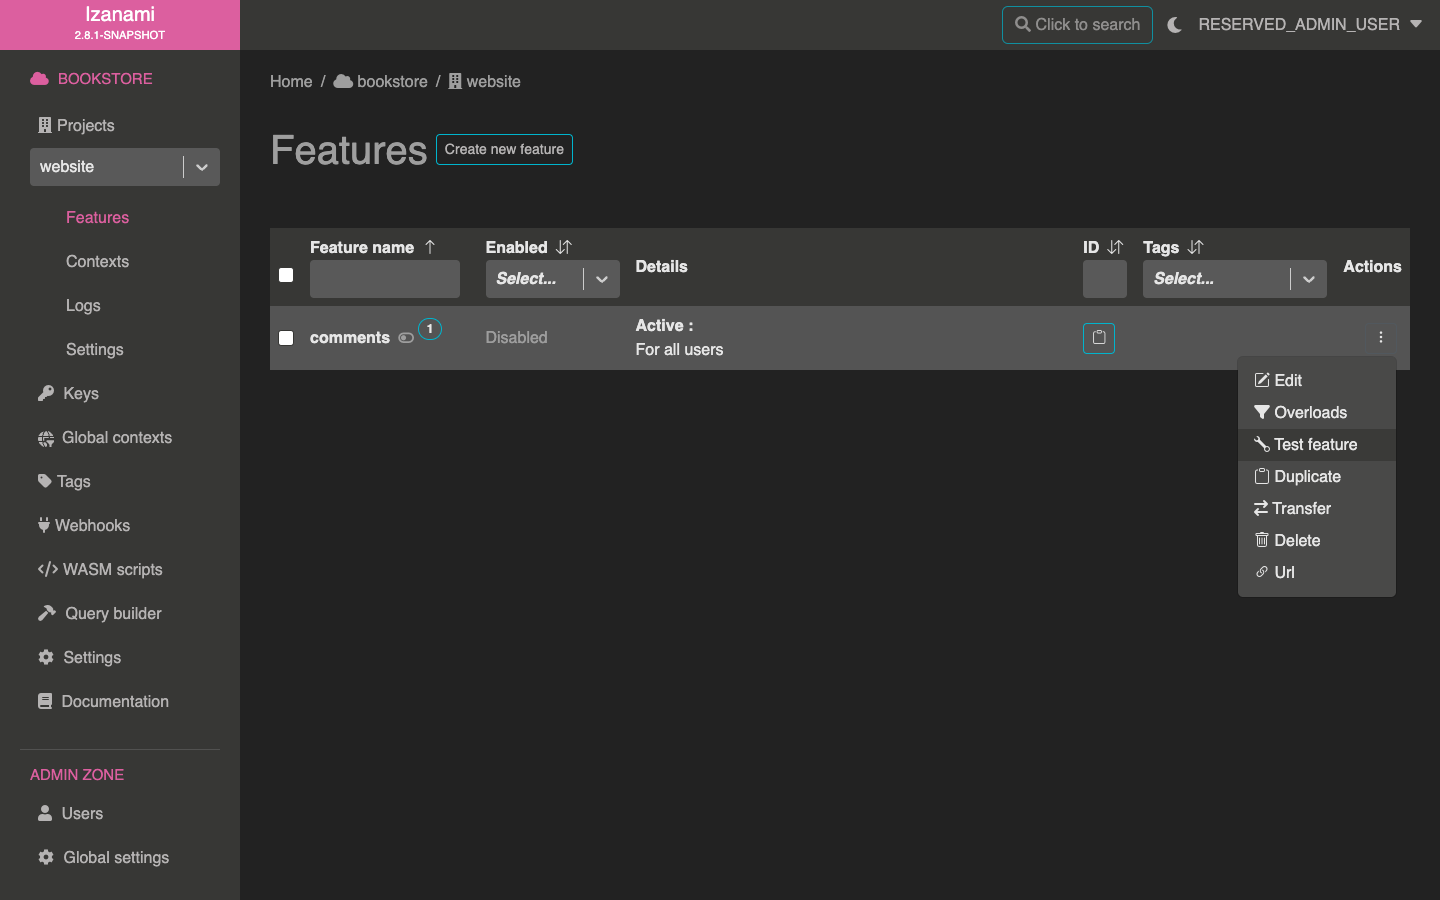 Izanami
2.8.1-SNAPSHOT
Click to search
RESERVED_ADMIN_USER
BOOKSTORE
Projects
website
Features
Contexts
Logs
Settings
Keys
Global contexts
Tags
Webhooks
WASM scripts
Query builder
Settings
Documentation
ADMIN ZONE
Users
Global settings
Home / bookstore / website
Features
Create new feature
Feature name
Enabled
Select...
Details
ID
Tags
Select...
Actions
comments
1
Disabled
Active :
For all users
Edit
Overloads
Test feature
Duplicate
Transfer
Delete
Url